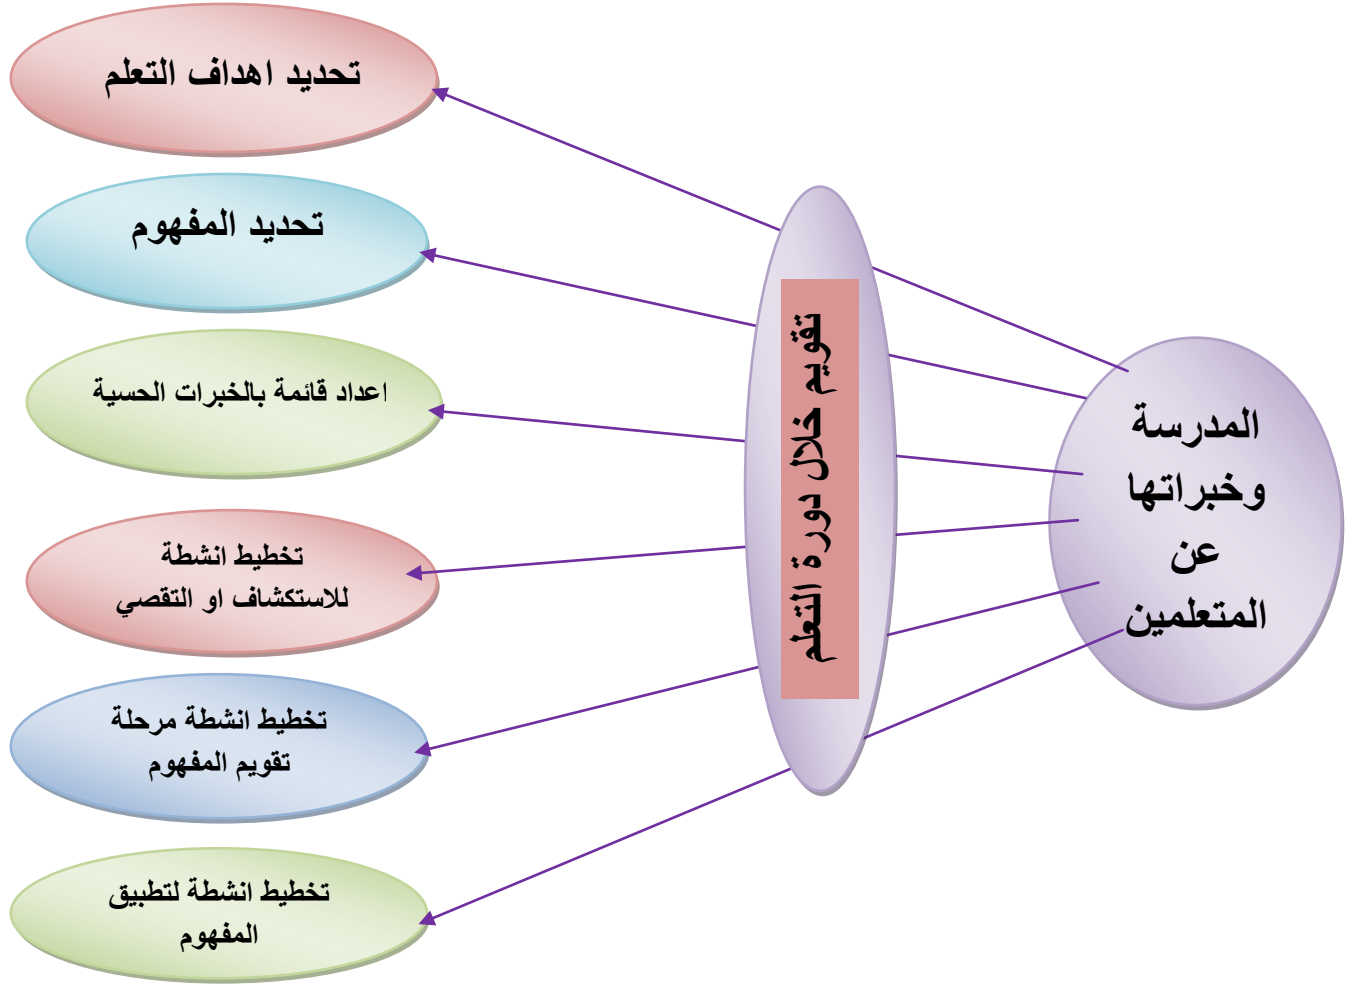 تحديد اهداف التعلم
تحديد المفهوم
اعداد قائمة بالخبرات الحسية
تخطيط انشطة
للاستكشاف او التقصي
تخطيط انشطة مرحلة
تقويم المفهوم
تخطيط انشطة لتطبيق
المفهوم
تقويم خلال دورة التعلم
المدرسة
وخبراتها
عن
المتعلمين